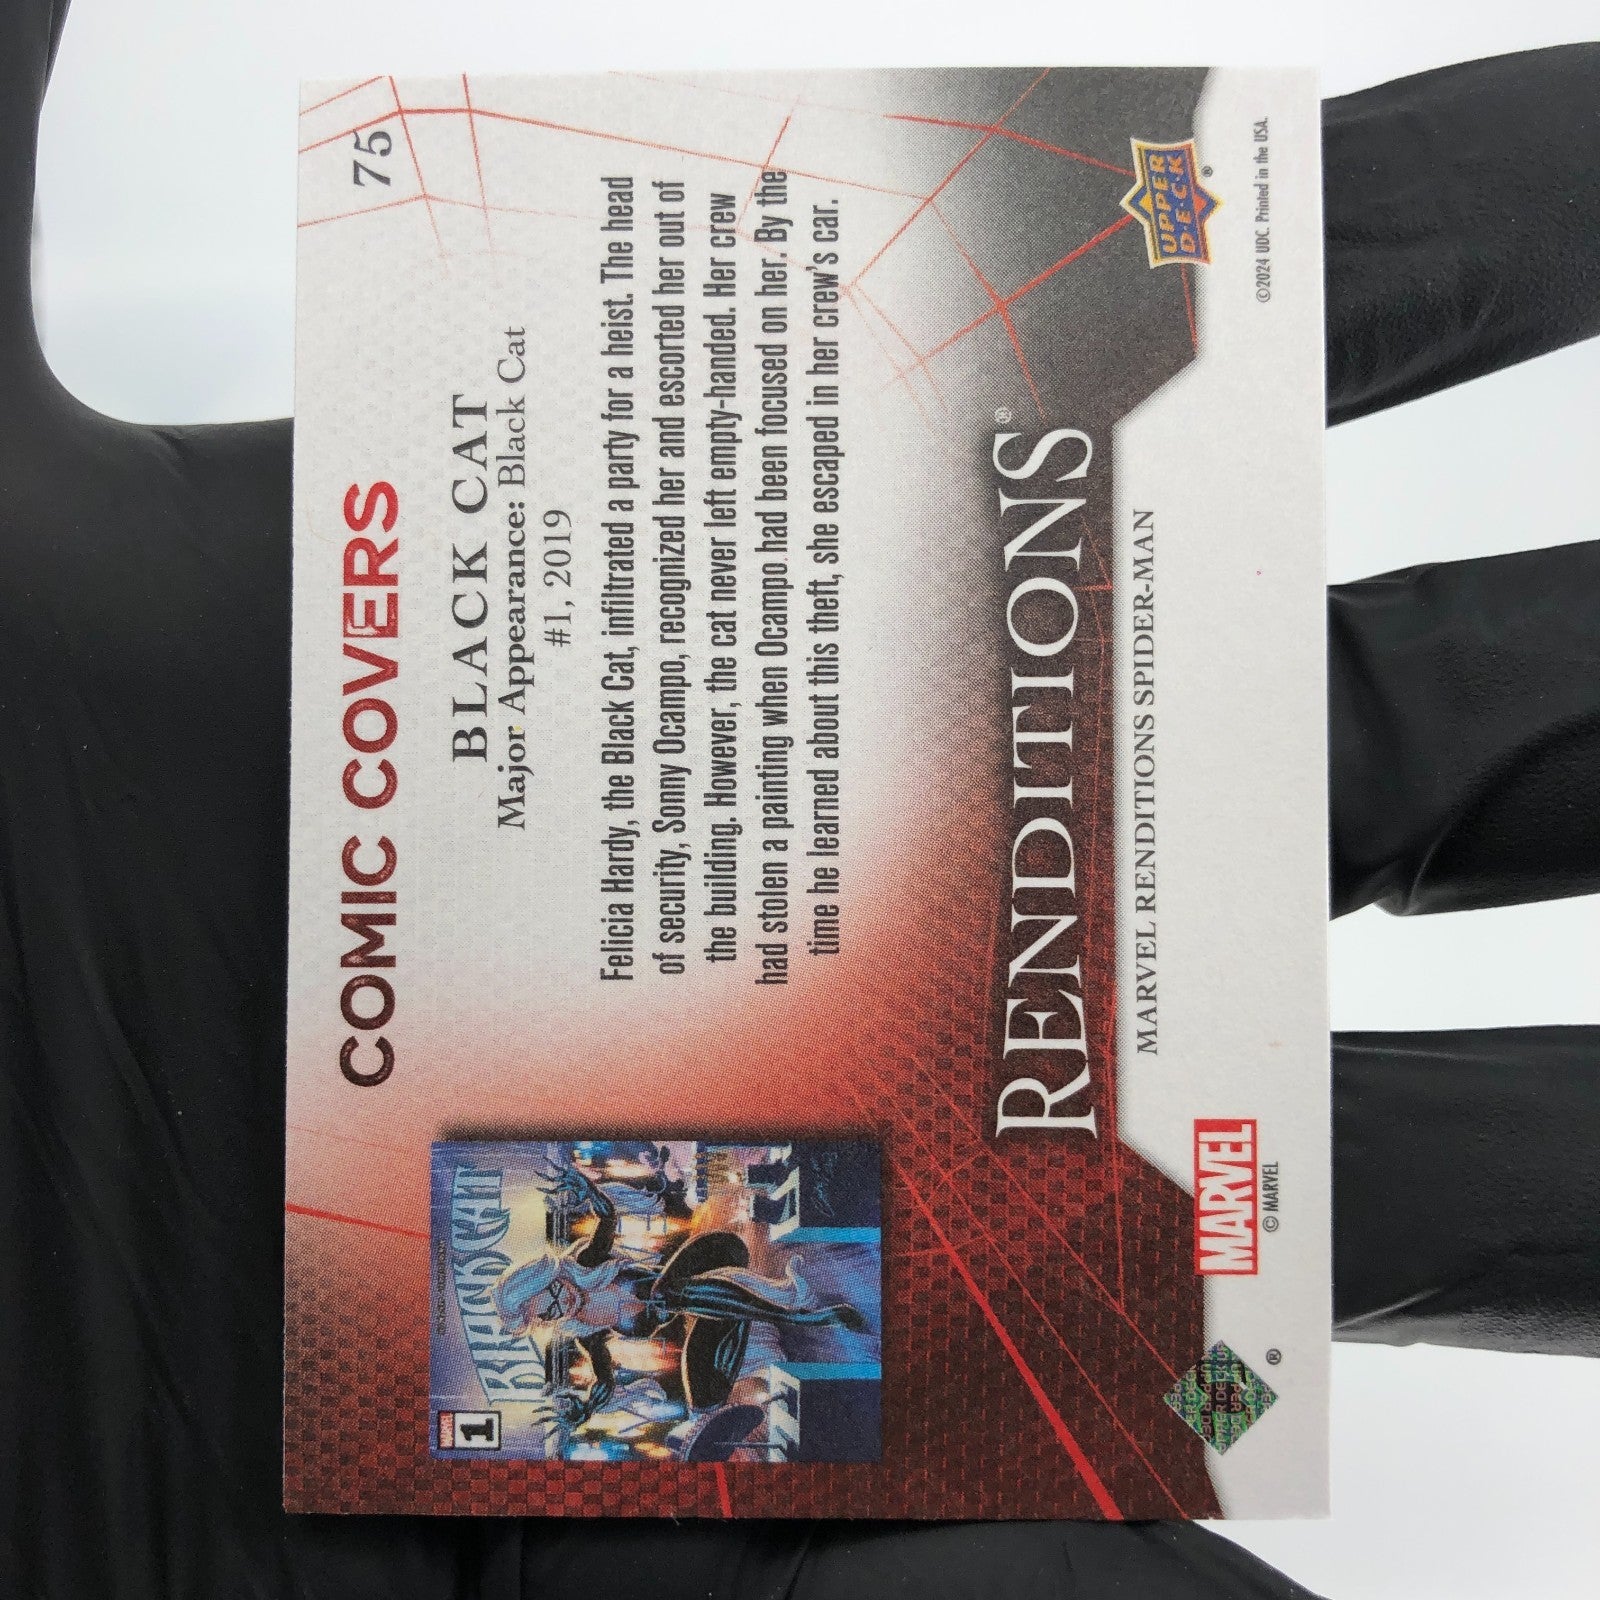 75
COMIC COVERS
BLACK CAT
Major Appearance: Black Cat
#1, 2019
Felicia Hardy, the Black Cat, infiltrated a party for a heist. The head
of security, Sonny Ocampo, recognized her and escorted her out of
the building. However, the cat never left empty-handed. Her crew
had stolen a painting when Ocampo had been focused on her. By the
time he learned about this theft, she escaped in her crew's car.
MARVEL
1
BLACK CAT
RENDITIONS®
MARVEL RENDITIONS SPIDER-MAN
UPPER
D·E·C·K
®
©2024 UDC. Printed in the USA.
MARVEL
© MARVEL
UPPER DECK
®